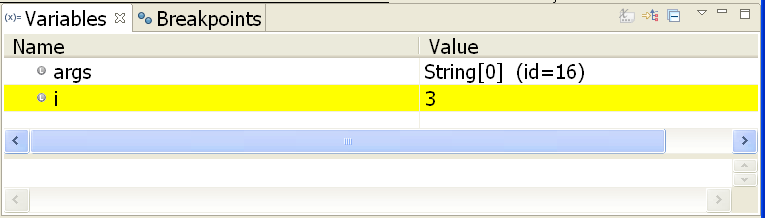 (x)= Variables Breakpoints
Name Value
args String[0] (id=16)
i 3